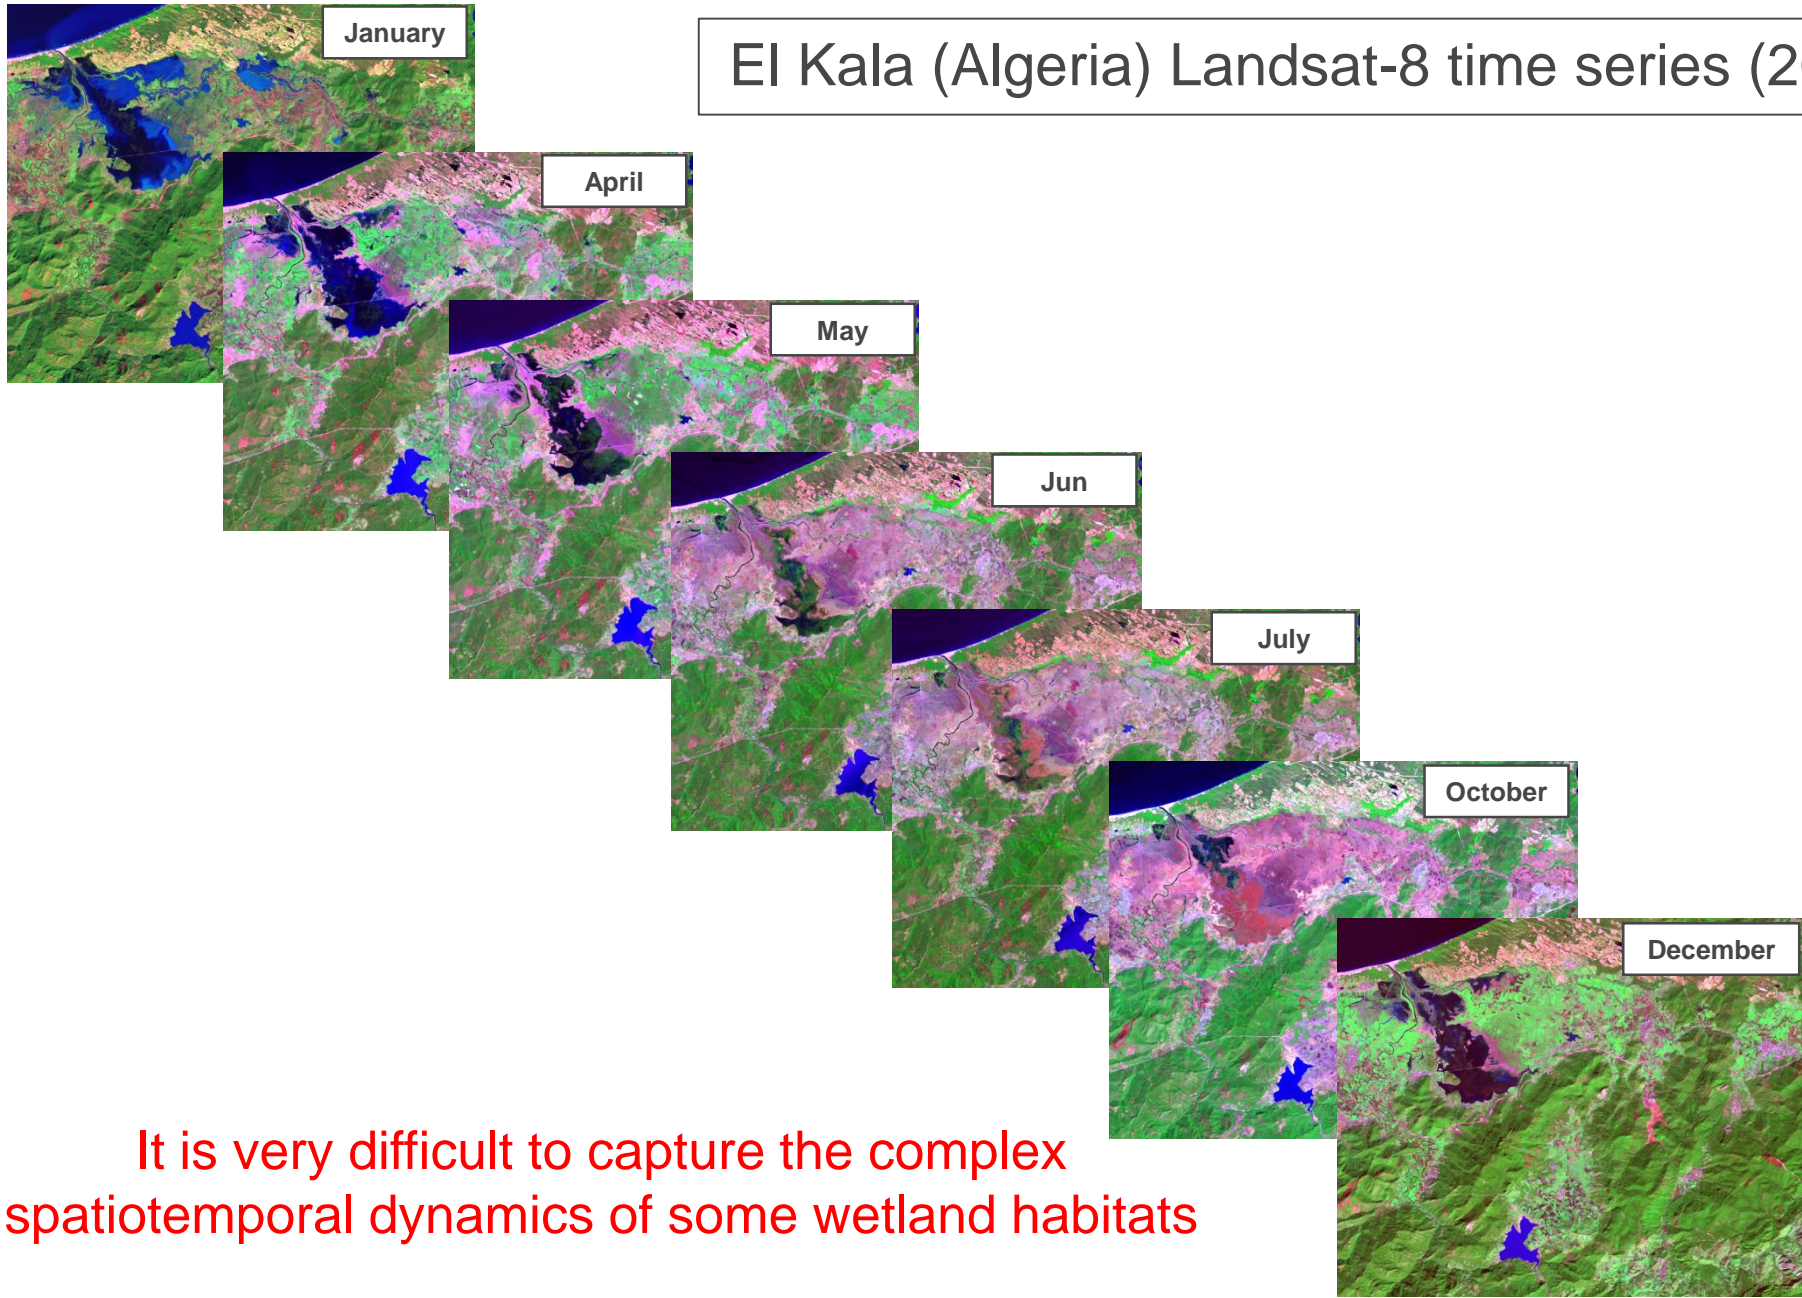 January
El Kala (Algeria) Landsat-8 time series (2
April
May
Jun
July
October
December
It is very difficult to capture the complex
spatiotemporal dynamics of some wetland habitats